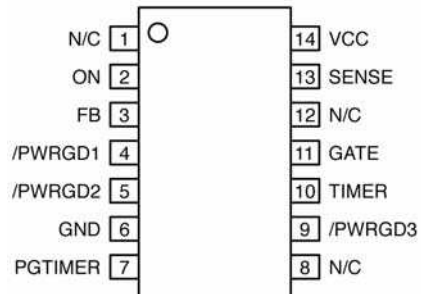 N/C 1 14 VCC
ON 2 13 SENSE
FB 3 12 N/C
/PWRGD1 4 11 GATE
/PWRGD2 5 10 TIMER
GND 6 9 /PWRGD3
PGTIMER 7 8 N/C